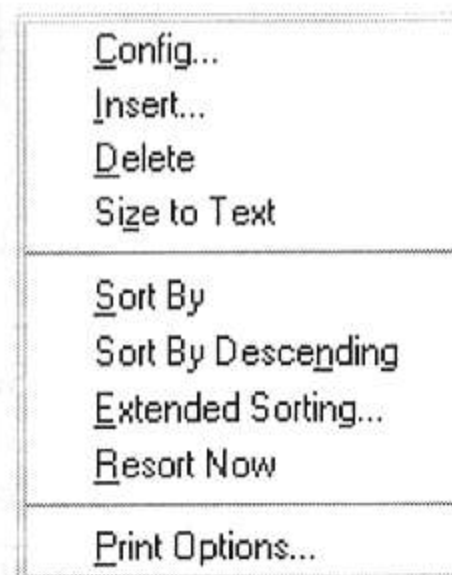 Config...
Insert...
Delete
Size to Text
Sort By
Sort By Descending
Extended Sorting...
Resort Now
Print Options...